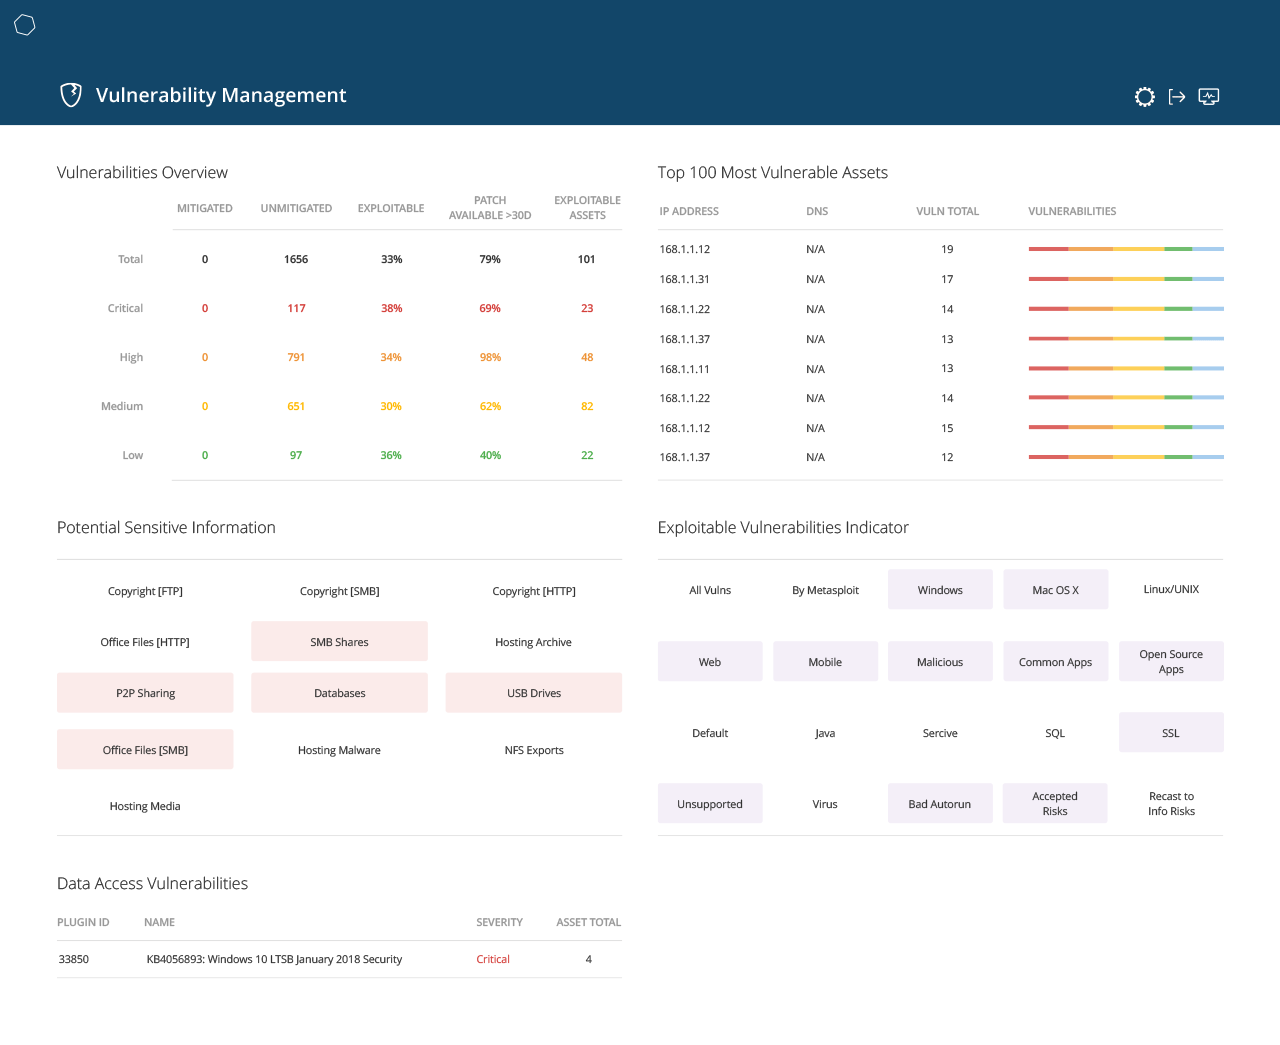 Vulnerability Management
Vulnerabilities Overview
MITIGATED UNMITIGATED EXPLOITABLE PATCH AVAILABLE >30D EXPLOITABLE ASSETS
Total 0 1656 33% 79% 101
Critical 0 117 38% 69% 23
High 0 791 34% 98% 48
Medium 0 651 30% 62% 82
Low 0 97 36% 40% 22
Top 100 Most Vulnerable Assets
IP ADDRESS DNS VULN TOTAL VULNERABILITIES
168.1.1.12 N/A 19
168.1.1.31 N/A 17
168.1.1.22 N/A 14
168.1.1.37 N/A 13
168.1.1.11 N/A 13
168.1.1.22 N/A 14
168.1.1.12 N/A 15
168.1.1.37 N/A 12
Potential Sensitive Information
Copyright [FTP] Copyright [SMB] Copyright [HTTP]
Office Files [HTTP] SMB Shares Hosting Archive
P2P Sharing Databases USB Drives
Office Files [SMB] Hosting Malware NFS Exports
Hosting Media
Exploitable Vulnerabilities Indicator
All Vulns By Metasploit Windows Mac OS X Linux/UNIX
Web Mobile Malicious Common Apps Open Source Apps
Default Java Sercive SQL SSL
Unsupported Virus Bad Autorun Accepted Risks Recast to Info Risks
Data Access Vulnerabilities
PLUGIN ID NAME SEVERITY ASSET TOTAL
33850 KB4056893: Windows 10 LTSB January 2018 Security Critical 4